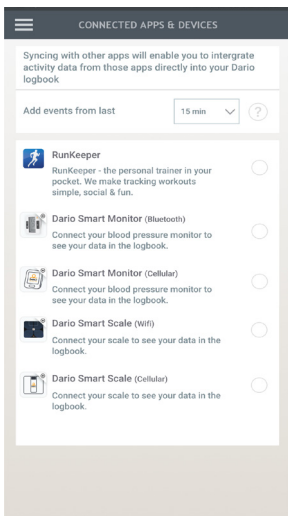 CONNECTED APPS & DEVICES
Syncing with other apps will enable you to intergrate
activity data from those apps directly into your Dario
logbook
Add events from last 15 min ?
RunKeeper
RunKeeper - the personal trainer in your
pocket. We make tracking workouts
simple, social & fun.
Dario Smart Monitor (Bluetooth)
Connect your blood pressure monitor to
see your data in the logbook.
Dario Smart Monitor (Cellular)
Connect your blood pressure monitor to
see your data in the logbook.
Dario Smart Scale (Wifi)
Connect your scale to see your data in the
logbook.
Dario Smart Scale (Cellular)
Connect your scale to see your data in the
logbook.